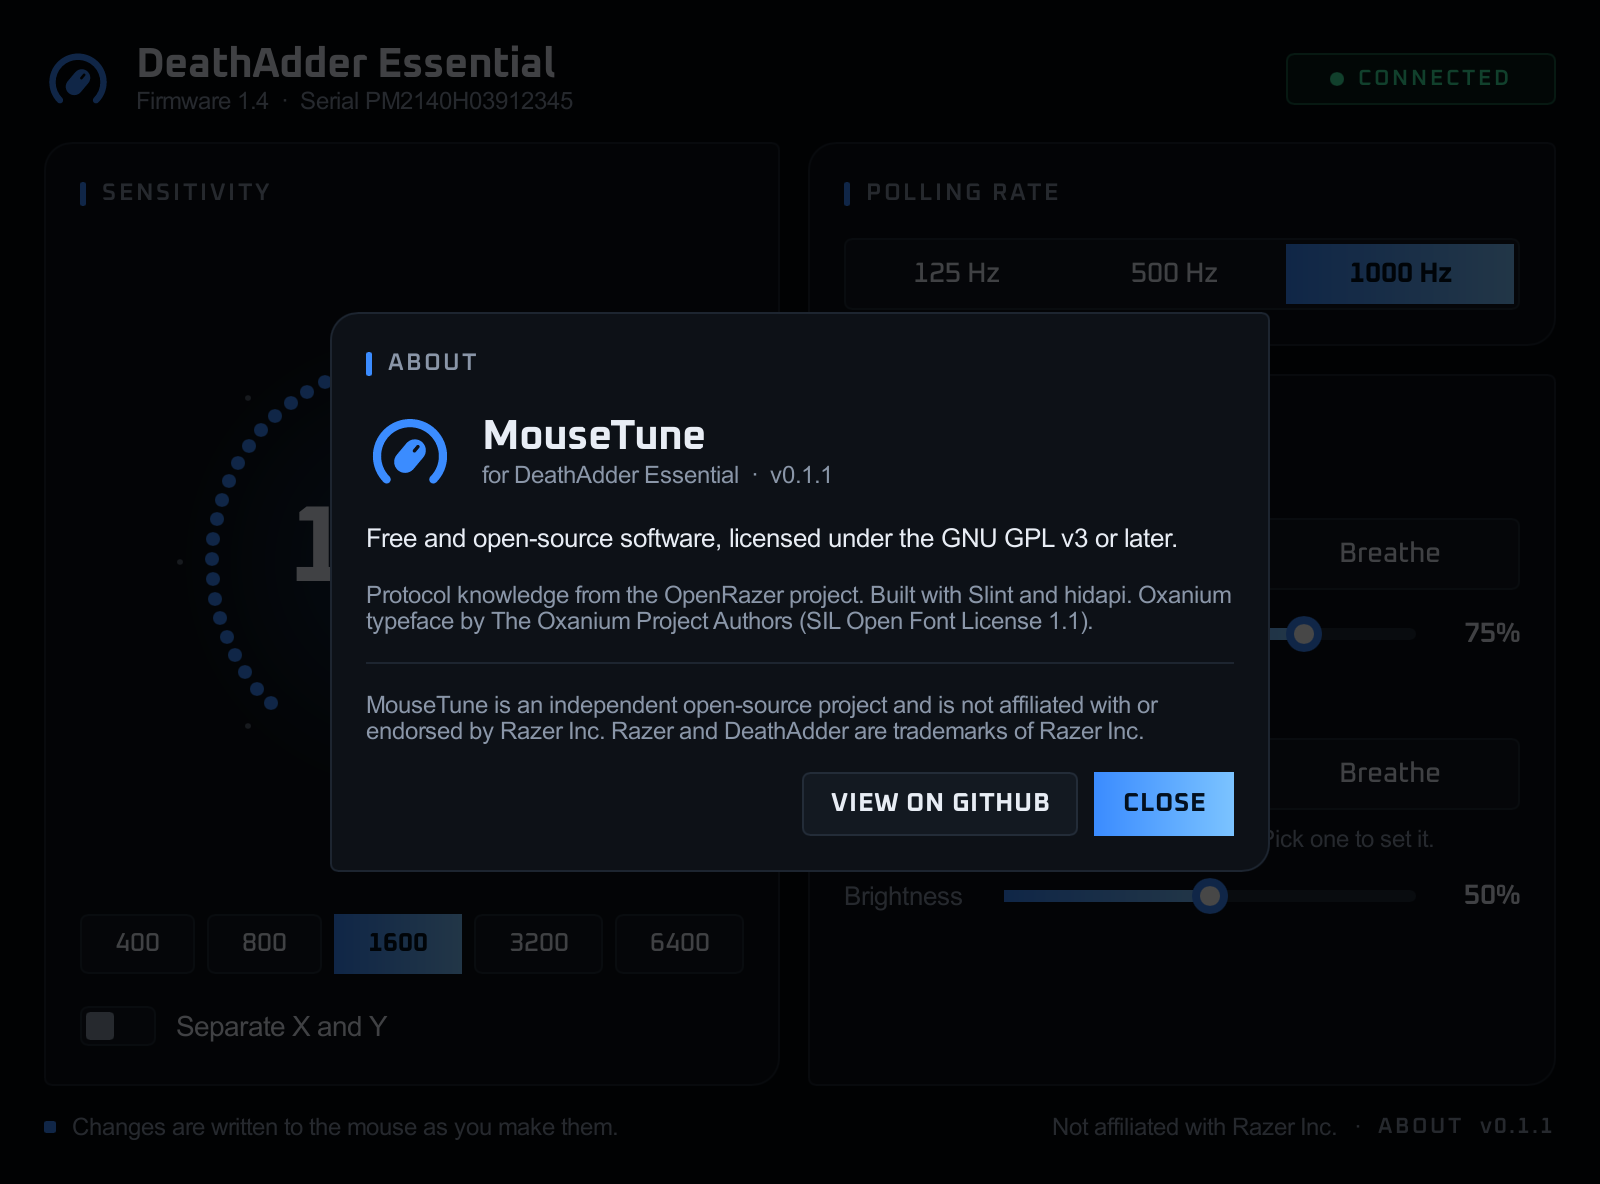 DeathAdder Essential
Firmware 1.4 · Serial PM2140H03912345
CONNECTED
SENSITIVITY
POLLING RATE
125 Hz
500 Hz
1000 Hz
ABOUT
MouseTune
for DeathAdder Essential · v0.1.1
Free and open-source software, licensed under the GNU GPL v3 or later.
Protocol knowledge from the OpenRazer project. Built with Slint and hidapi. Oxanium
typeface by The Oxanium Project Authors (SIL Open Font License 1.1).
MouseTune is an independent open-source project and is not affiliated with or
endorsed by Razer Inc. Razer and DeathAdder are trademarks of Razer Inc.
VIEW ON GITHUB
CLOSE
Breathe
75%
Breathe
Pick one to set it.
Brightness
50%
400
800
1600
3200
6400
Separate X and Y
Changes are written to the mouse as you make them.
Not affiliated with Razer Inc. · ABOUT v0.1.1